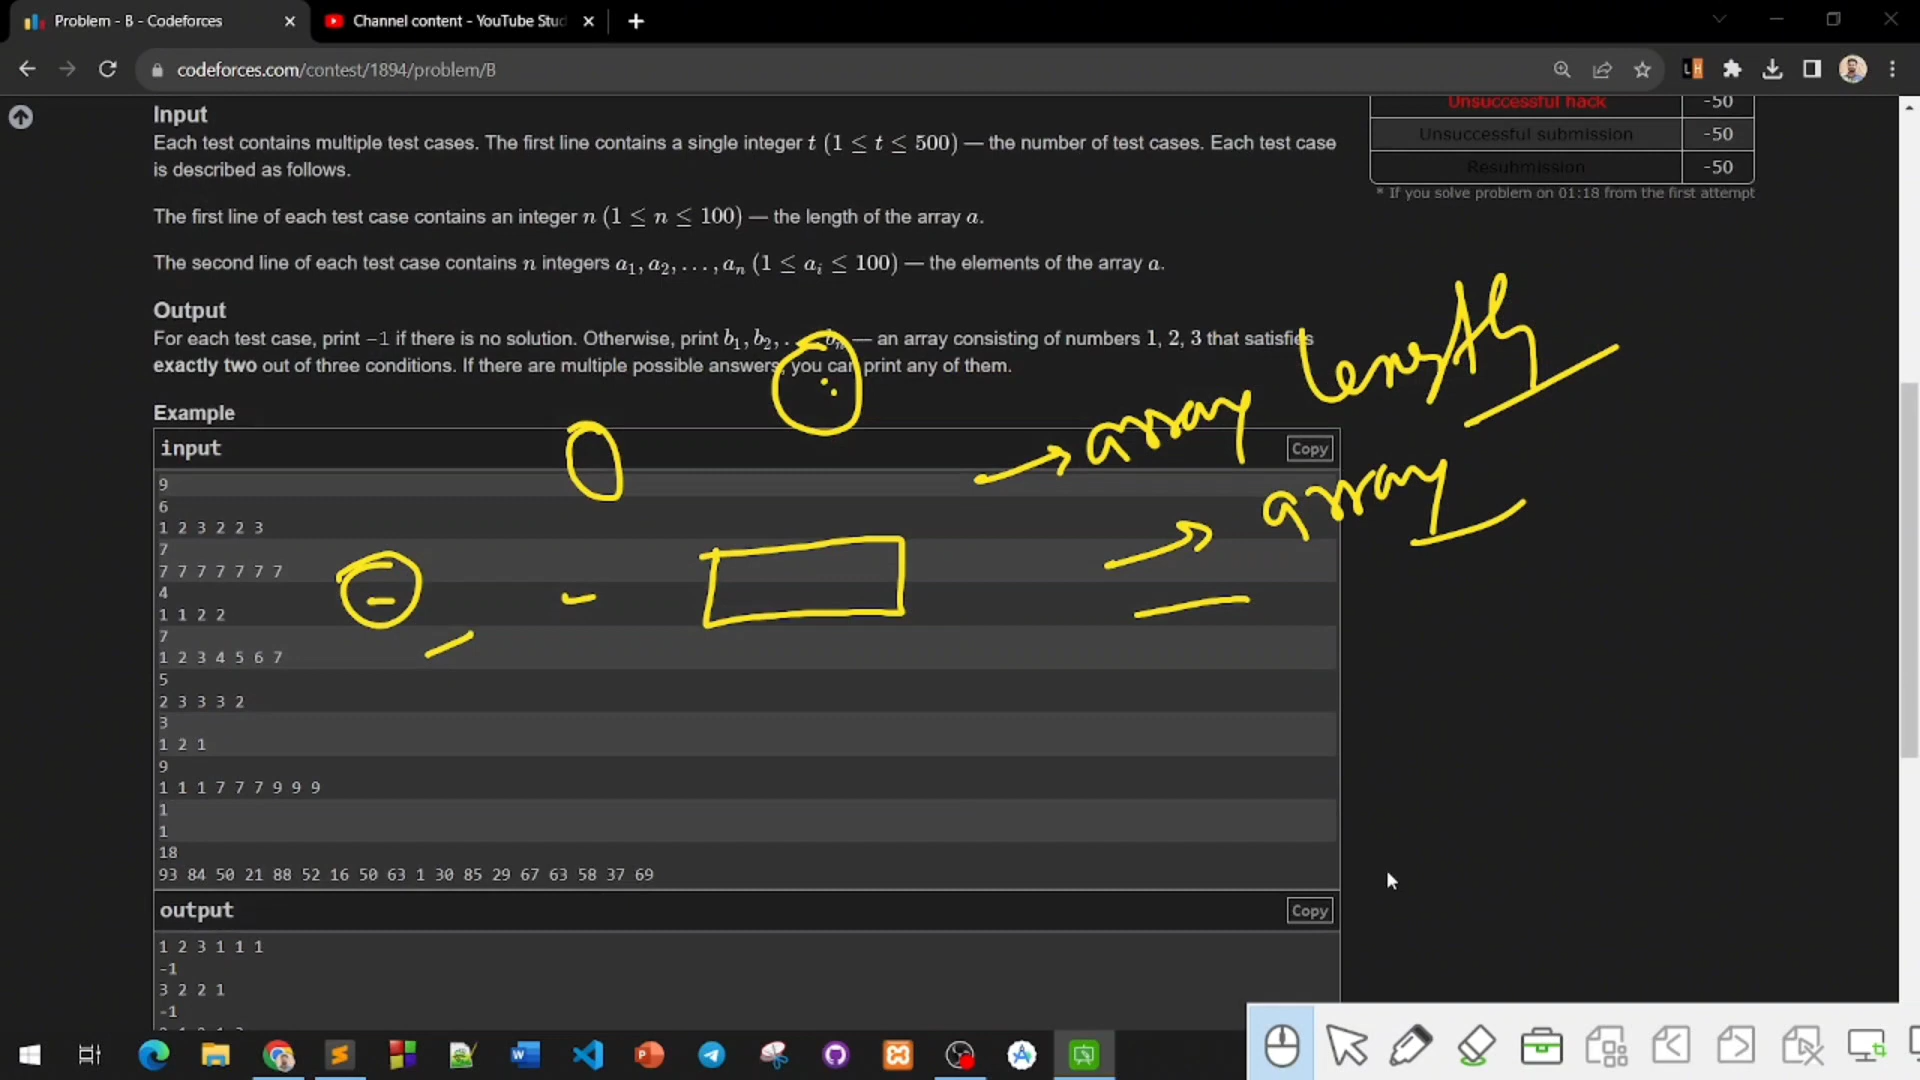 Problem - B - Codeforces
Channel content - YouTube Stud
codeforces.com/contest/1894/problem/B
Input
Each test contains multiple test cases. The first line contains a single integer t (1 ≤ t ≤ 500) — the number of test cases. Each test case
is described as follows.
The first line of each test case contains an integer n (1 ≤ n ≤ 100) — the length of the array a.
The second line of each test case contains n integers a1, a2, . . . , an (1 ≤ ai ≤ 100) — the elements of the array a.
Output
For each test case, print −1 if there is no solution. Otherwise, print b1, b2, . . . , bn — an array consisting of numbers 1, 2, 3 that satisfies
exactly two out of three conditions. If there are multiple possible answers, you can print any of them.
Unsuccessful hack -50
Unsuccessful submission -50
Resubmission -50
* If you solve problem on 01:18 from the first attempt
array length
array
Example
input
Copy
9
6
1 2 3 2 2 3
7
7 7 7 7 7 7 7
4
1 1 2 2
7
1 2 3 4 5 6 7
5
2 3 3 3 2
3
1 2 1
9
1 1 1 7 7 7 9 9 9
1
1
18
93 84 50 21 88 52 16 50 63 1 30 85 29 67 63 58 37 69
output
Copy
1 2 3 1 1 1
-1
3 2 2 1
-1